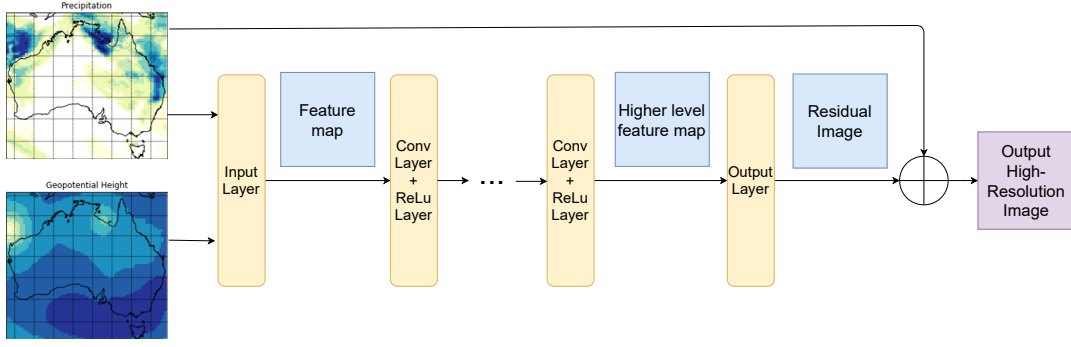 Precipitation
Geopotential Height
Input
Layer
Feature
map
Conv
Layer
+
ReLu
Layer
...
Conv
Layer
+
ReLu
Layer
Higher level
feature map
Output
Layer
Residual
Image
Output
High-
Resolution
Image